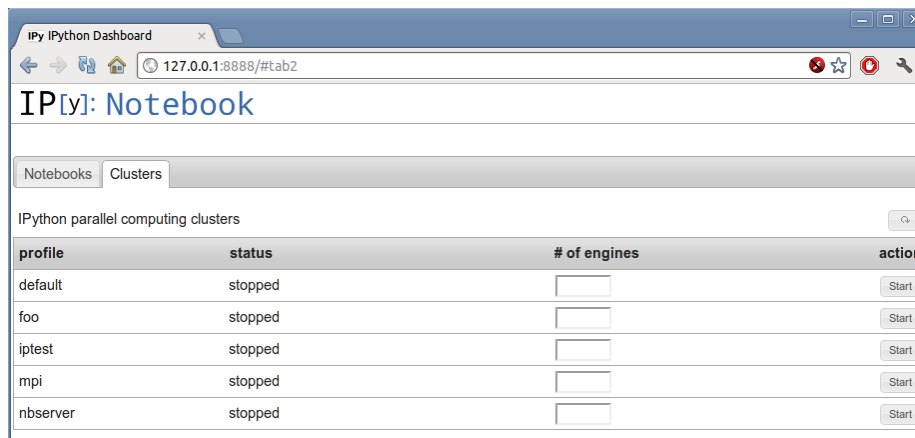 IPy IPython Dashboard
127.0.0.1:8888/#tab2
IP[y]: Notebook
Notebooks Clusters
IPython parallel computing clusters
profile status # of engines action
default stopped Start
foo stopped Start
iptest stopped Start
mpi stopped Start
nbserver stopped Start